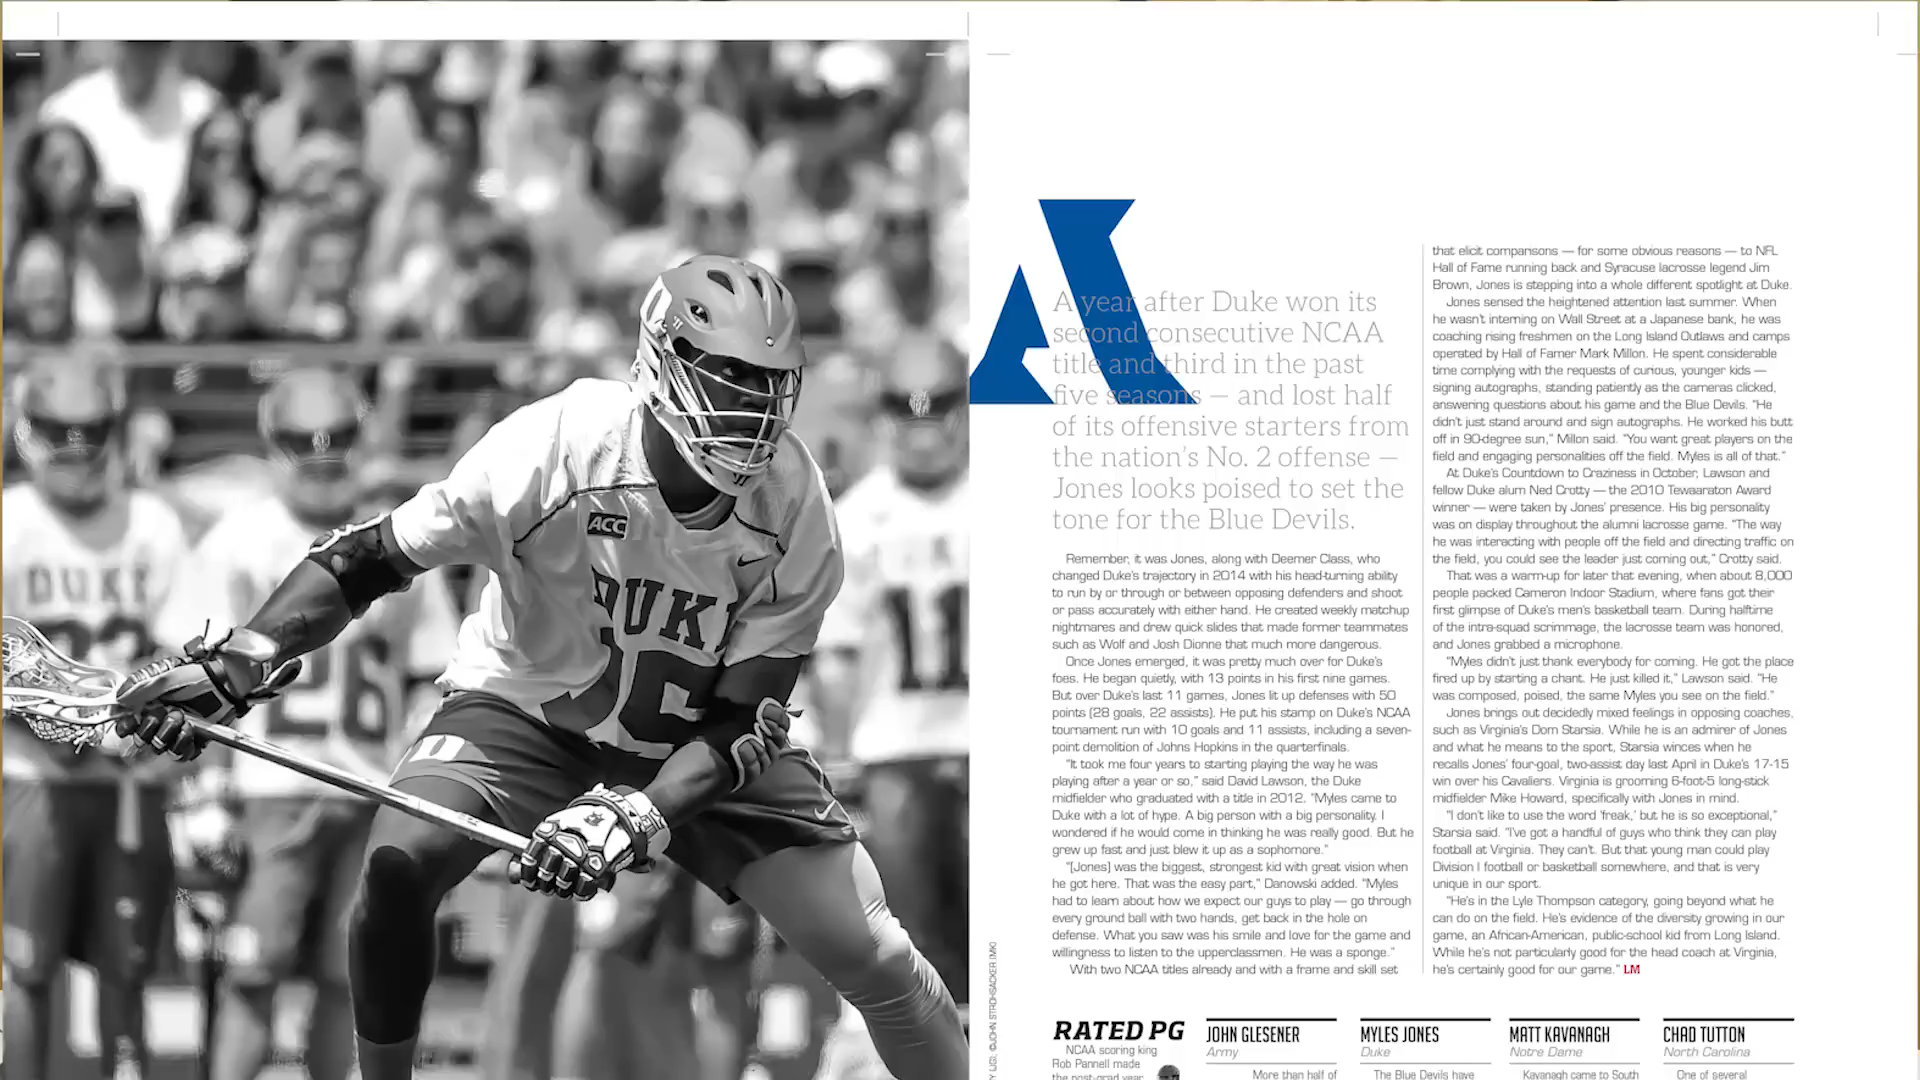 DUKE
26
ACC
DUKE
15
11
A
A year after Duke won its
second consecutive NCAA
title and third in the past
five seasons — and lost half
of its offensive starters from
the nation's No. 2 offense —
Jones looks poised to set the
tone for the Blue Devils.
Remember, it was Jones, along with Deemer Class, who
changed Duke's trajectory in 2014 with his head-turning ability
to run by or through or between opposing defenders and shoot
or pass accurately with either hand. He created weekly matchup
nightmares and drew quick slides that made former teammates
such as Wolf and Josh Dionne that much more dangerous.
Once Jones emerged, it was pretty much over for Duke's
foes. He began quietly, with 13 points in his first nine games.
But over Duke's last 11 games, Jones lit up defenses with 50
points (28 goals, 22 assists). He put his stamp on Duke's NCAA
tournament run with 10 goals and 11 assists, including a seven-
point demolition of Johns Hopkins in the quarterfinals.
"It took me four years to starting playing the way he was
playing after a year or so," said David Lawson, the Duke
midfielder who graduated with a title in 2012. "Myles came to
Duke with a lot of hype. A big person with a big personality. I
wondered if he would come in thinking he was really good. But he
grew up fast and just blew it up as a sophomore."
"[Jones] was the biggest, strongest kid with great vision when
he got here. That was the easy part," Danowski added. "Myles
had to learn about how we expect our guys to play — go through
every ground ball with two hands, get back in the hole on
defense. What you saw was his smile and love for the game and
willingness to listen to the upperclassmen. He was a sponge."
With two NCAA titles already and with a frame and skill set
that elicit comparisons — for some obvious reasons — to NFL
Hall of Fame running back and Syracuse lacrosse legend Jim
Brown, Jones is stepping into a whole different spotlight at Duke.
Jones sensed the heightened attention last summer. When
he wasn't interning on Wall Street at a Japanese bank, he was
coaching rising freshmen on the Long Island Outlaws and camps
operated by Hall of Famer Mark Millon. He spent considerable
time complying with the requests of curious, younger kids —
signing autographs, standing patiently as the cameras clicked,
answering questions about his game and the Blue Devils. "He
didn't just stand around and sign autographs. He worked his butt
off in 90-degree sun," Millon said. "You want great players on the
field and engaging personalities off the field. Myles is all of that."
At Duke's Countdown to Craziness in October, Lawson and
fellow Duke alum Ned Crotty — the 2010 Tewaaraton Award
winner — were taken by Jones' presence. His big personality
was on display throughout the alumni lacrosse game. "The way
he was interacting with people off the field and directing traffic on
the field, you could see the leader just coming out," Crotty said.
That was a warm-up for later that evening, when about 8,000
people packed Cameron Indoor Stadium, where fans got their
first glimpse of Duke's men's basketball team. During halftime
of the intra-squad scrimmage, the lacrosse team was honored,
and Jones grabbed a microphone.
"Myles didn't just thank everybody for coming. He got the place
fired up by starting a chant. He just killed it," Lawson said. "He
was composed, poised, the same Myles you see on the field."
Jones brings out decidedly mixed feelings in opposing coaches,
such as Virginia's Dom Starsia. While he is an admirer of Jones
and what he means to the sport, Starsia winces when he
recalls Jones' four-goal, two-assist day last April in Duke's 17-15
win over his Cavaliers. Virginia is grooming 6-foot-5 long-stick
midfielder Mike Howard, specifically with Jones in mind.
"I don't like to use the word 'freak,' but he is so exceptional,"
Starsia said. "I've got a handful of guys who think they can play
football at Virginia. They can't. But that young man could play
Division I football or basketball somewhere, and that is very
unique in our sport.
"He's in the Lyle Thompson category, going beyond what he
can do on the field. He's evidence of the diversity growing in our
game, an African-American, public-school kid from Long Island.
While he's not particularly good for the head coach at Virginia,
he's certainly good for our game." LM
©JOHN STROHSACKER (MK)
RATED PG
NCAA scoring king
Rob Pannell made
the post-grad year
JOHN GLESENER
Army
More than half of
MYLES JONES
Duke
The Blue Devils have
MATT KAVANAGH
Notre Dame
Kavanagh came to South
CHAD TUTTON
North Carolina
One of several